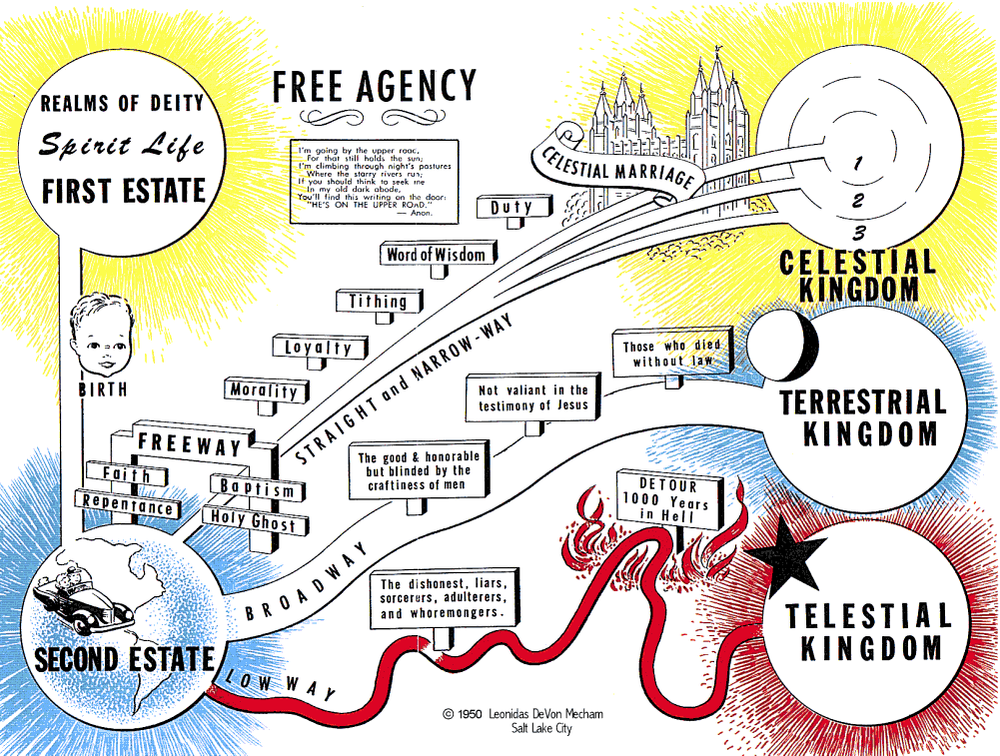 REALMS OF DEITY
Spirit Life
FIRST ESTATE
FREE AGENCY
I'm going by the upper roac,
For that still holds the sun;
I'm climbing through night's pastures
Where the starry rivers run;
If you should think to seek me
In my old dark abode,
You'll find this writing on the door:
"HE'S ON THE UPPER ROAD."
— Anon.
CELESTIAL MARRIAGE
1
2
3
CELESTIAL
KINGDOM
Duty
Word of Wisdom
Tithing
Loyalty
Morality
BIRTH
FREEWAY
Faith
Repentance
Baptism
Holy Ghost
STRAIGHT and NARROW-WAY
Those who died
without law
Not valiant in the
testimony of Jesus
The good & honorable
but blinded by the
craftiness of men
TERRESTRIAL
KINGDOM
BROADWAY
DETOUR
1000 Years
in Hell
The dishonest, liars,
sorcerers, adulterers,
and whoremongers.
TELESTIAL
KINGDOM
SECOND ESTATE
LOW WAY
© 1950 Leonidas DeVon Mecham
Salt Lake City